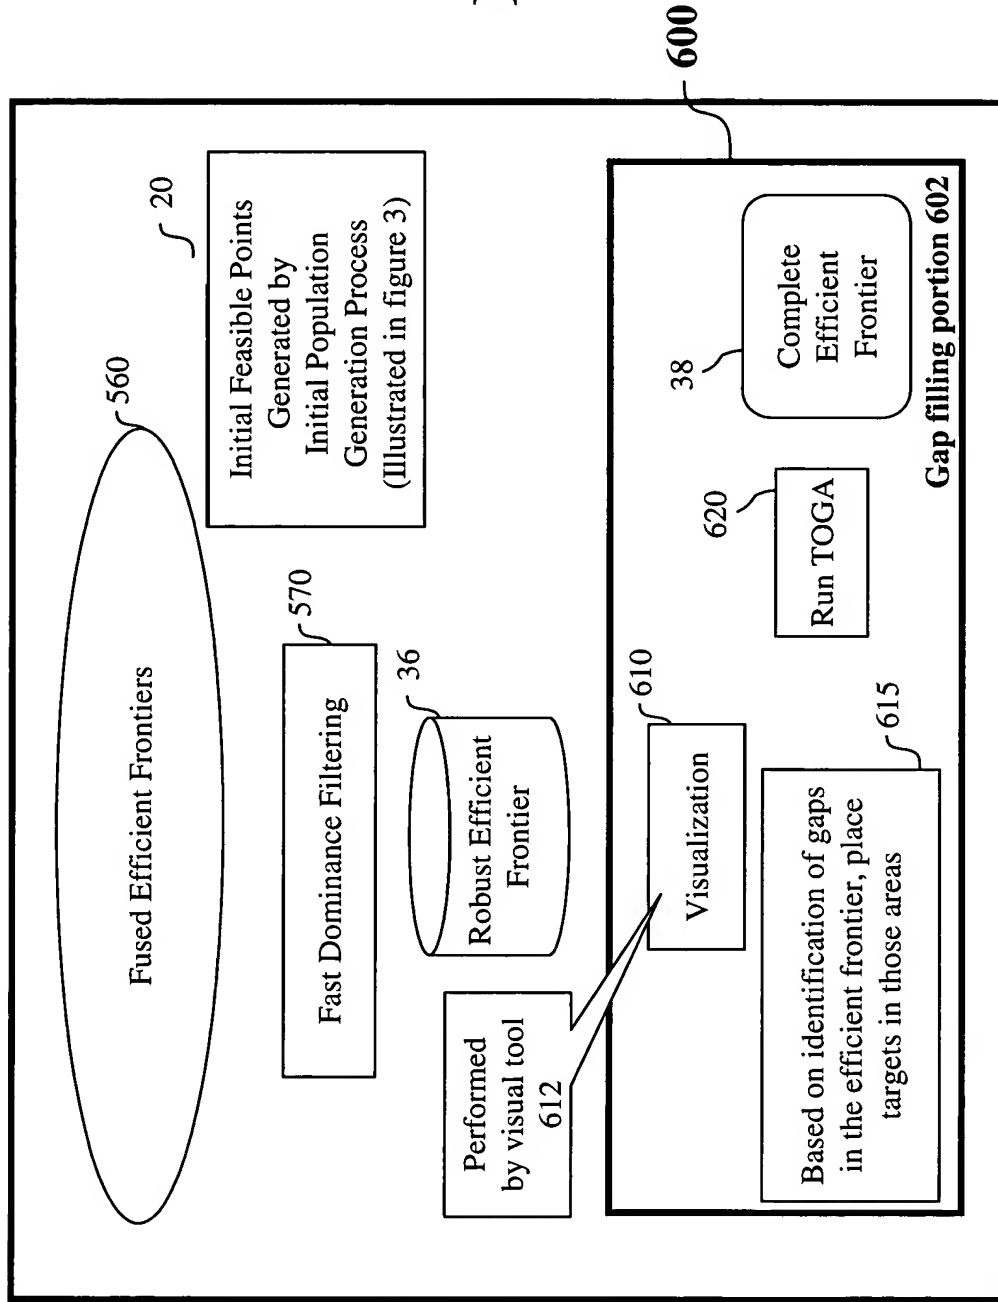 Fused Efficient Frontiers
560
20
Initial Feasible Points
Generated by
Initial Population
Generation Process
(Illustrated in figure 3)
Fast Dominance Filtering
570
36
Robust Efficient
Frontier
Performed
by visual tool
612
600
Visualization
610
Based on identification of gaps
in the efficient frontier, place
targets in those areas
615
Run TOGA
620
38
Complete
Efficient
Frontier
Gap filling portion 602